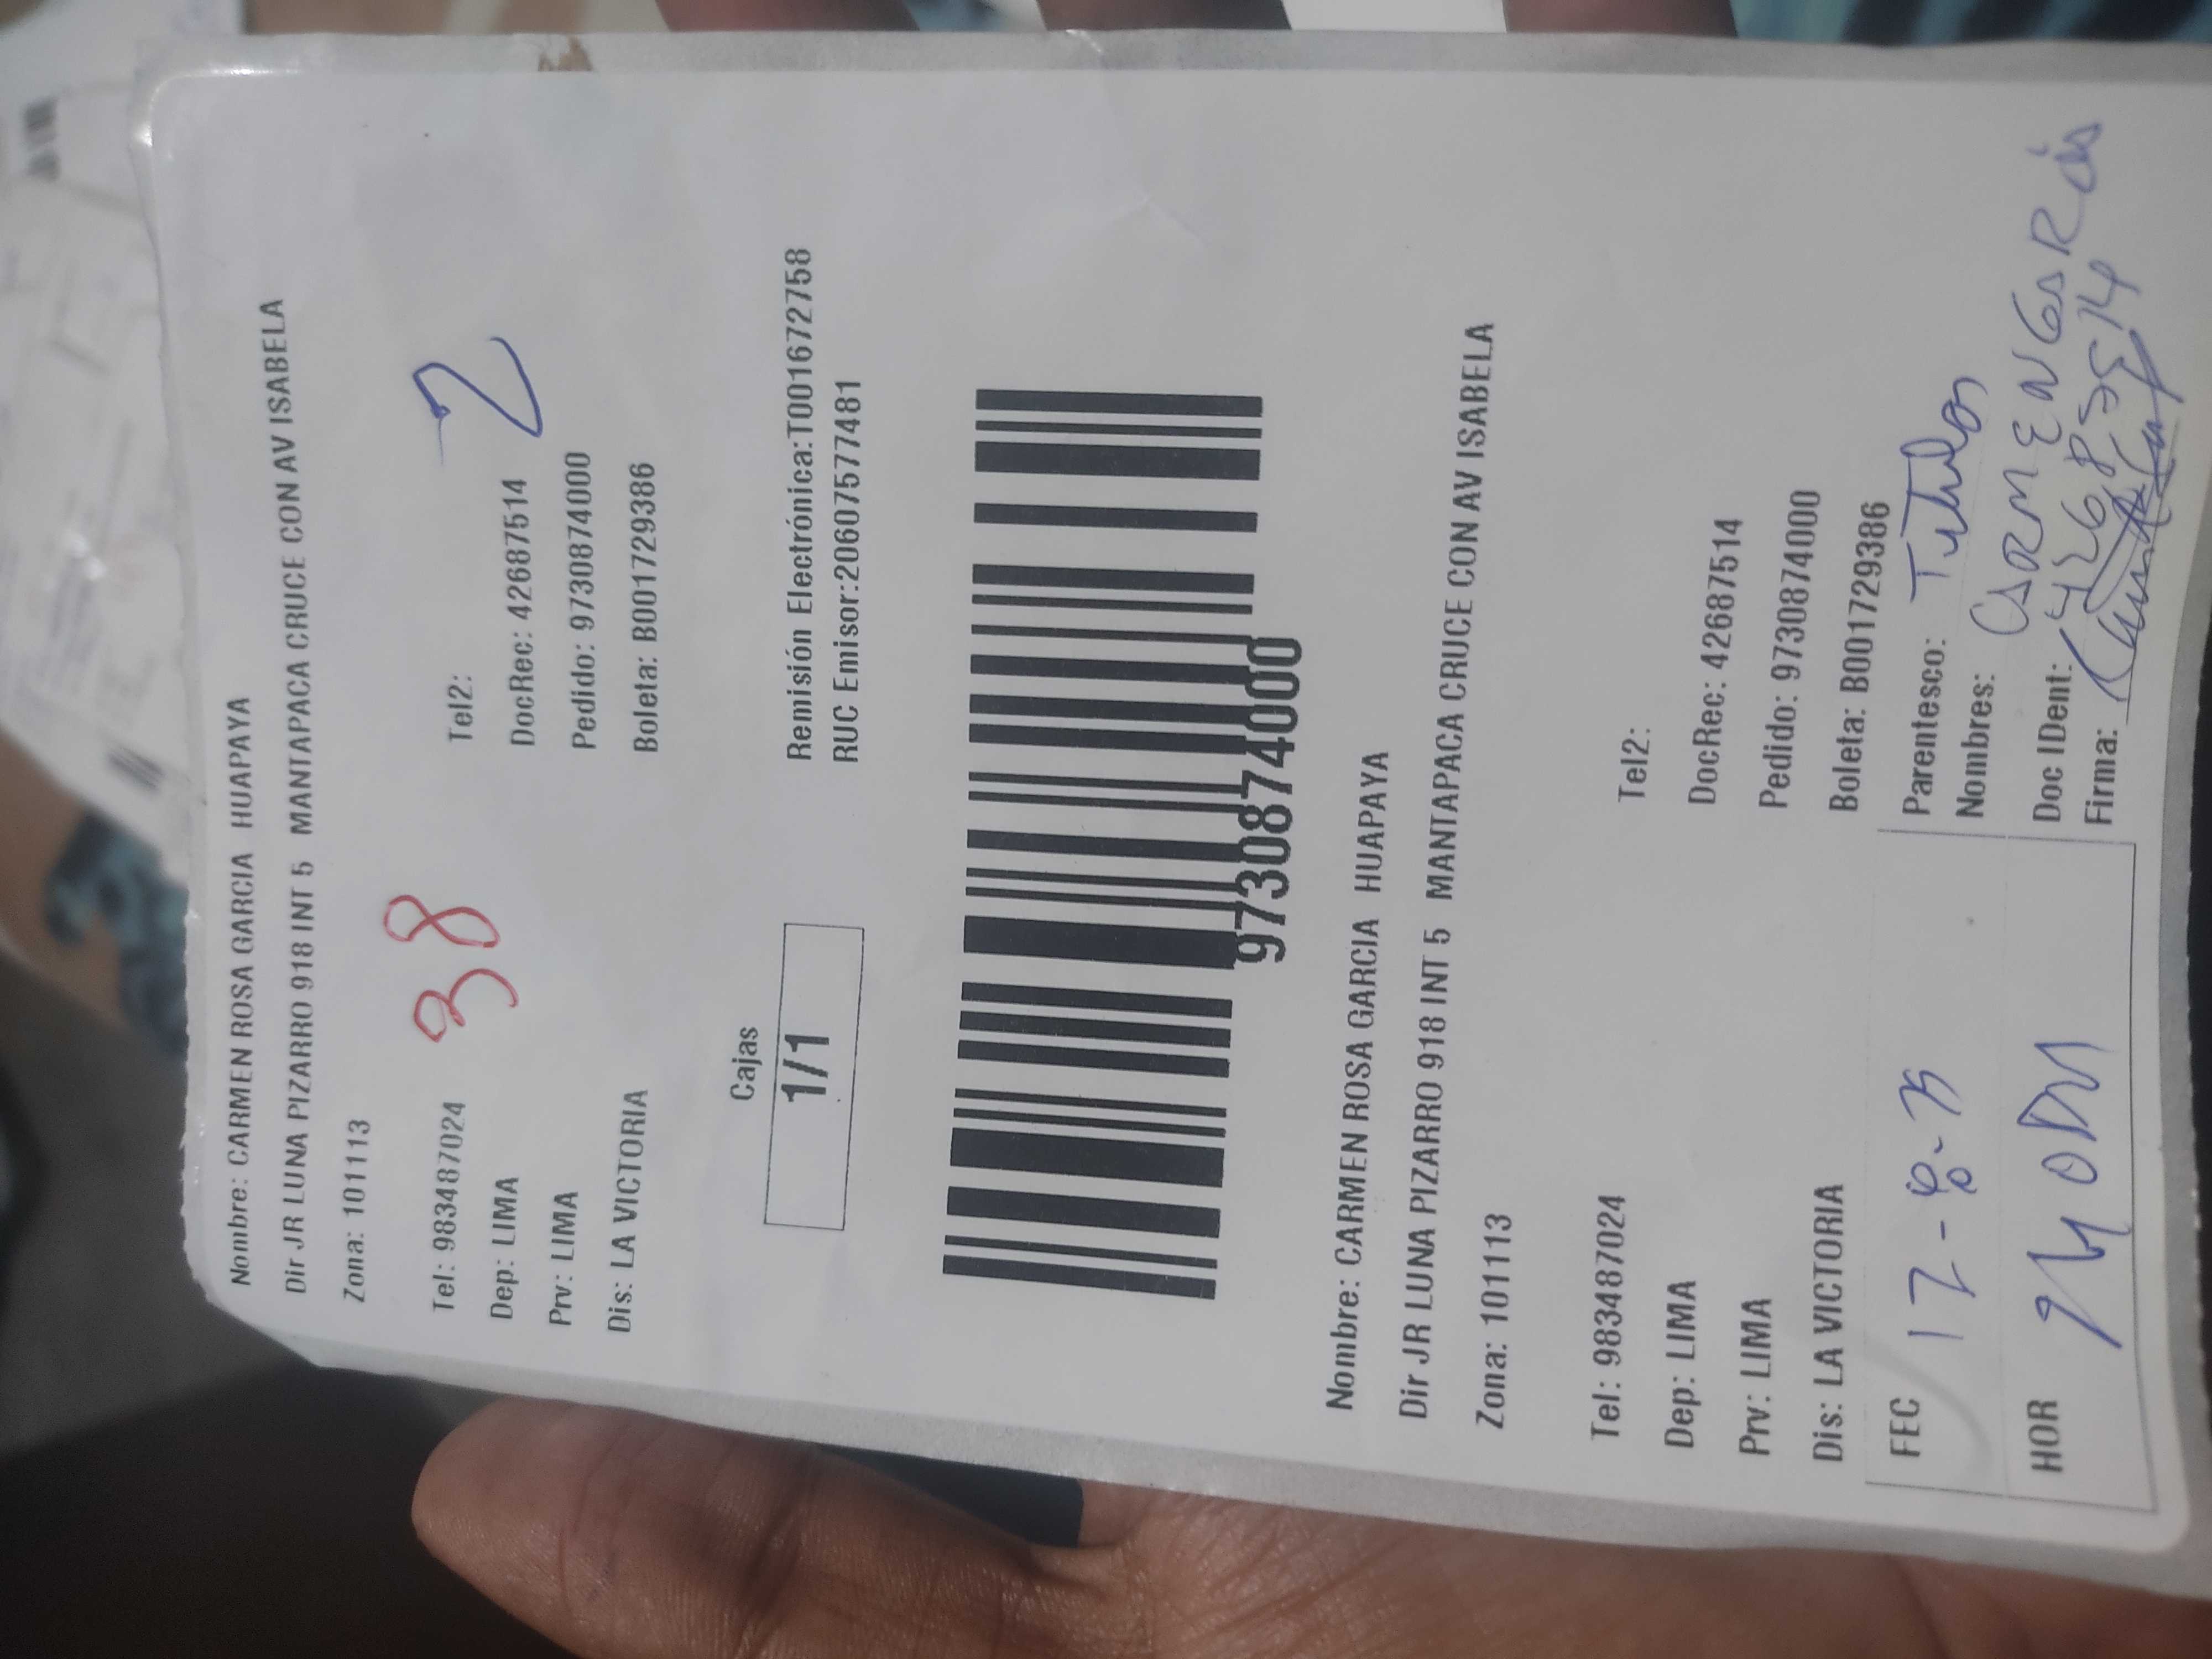 Nombre: CARMEN ROSA GARCIA HUAPAYA
Dir JR LUNA PIZARRO 918 INT 5 MANTAPACA CRUCE CON AV ISABELA
Zona: 101113
38
2
Tel: 983487024 Tel2:
Dep: LIMA DocRec: 42687514
Prv: LIMA Pedido: 9730874000
Dis: LA VICTORIA Boleta: B001729386
Cajas
1/1
Remisión Electrónica:T001672758
RUC Emisor:20607577481
9730874000
Nombre: CARMEN ROSA GARCIA HUAPAYA
Dir JR LUNA PIZARRO 918 INT 5 MANTAPACA CRUCE CON AV ISABELA
Zona: 101113
Tel: 983487024 Tel2:
Dep: LIMA DocRec: 42687514
Prv: LIMA Pedido: 9730874000
Dis: LA VICTORIA Boleta: B001729386
FEC
Parentesco: Titular
Nombres: CARMEN GARCIA
HOR
Doc IDent: 42687514
Firma: